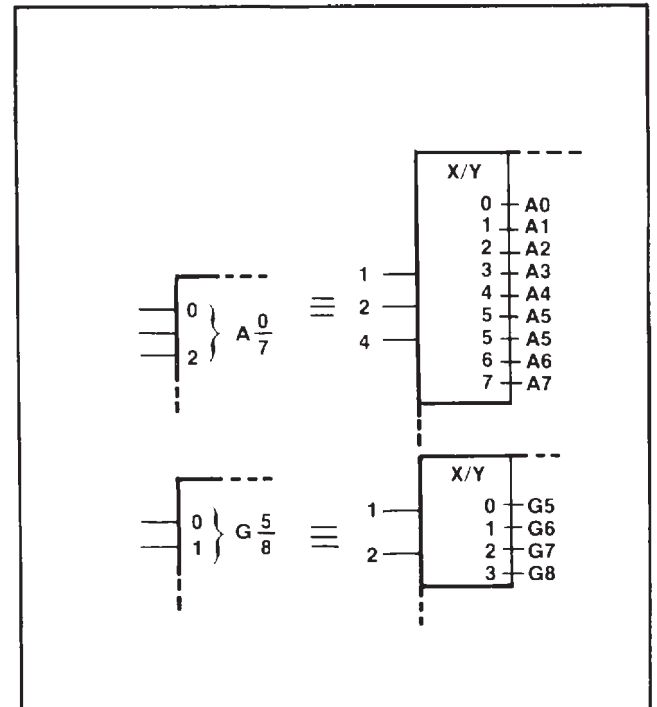 X/Y
0 A0
1 A1
2 A2
1 3 A3
0 ≡ 2 4 A4
A 0/7 5 A5
2 4 5 A5
6 A6
7 A7
X/Y
0 1 0 G5
G 5/8 ≡ 1 G6
1 2 2 G7
3 G8